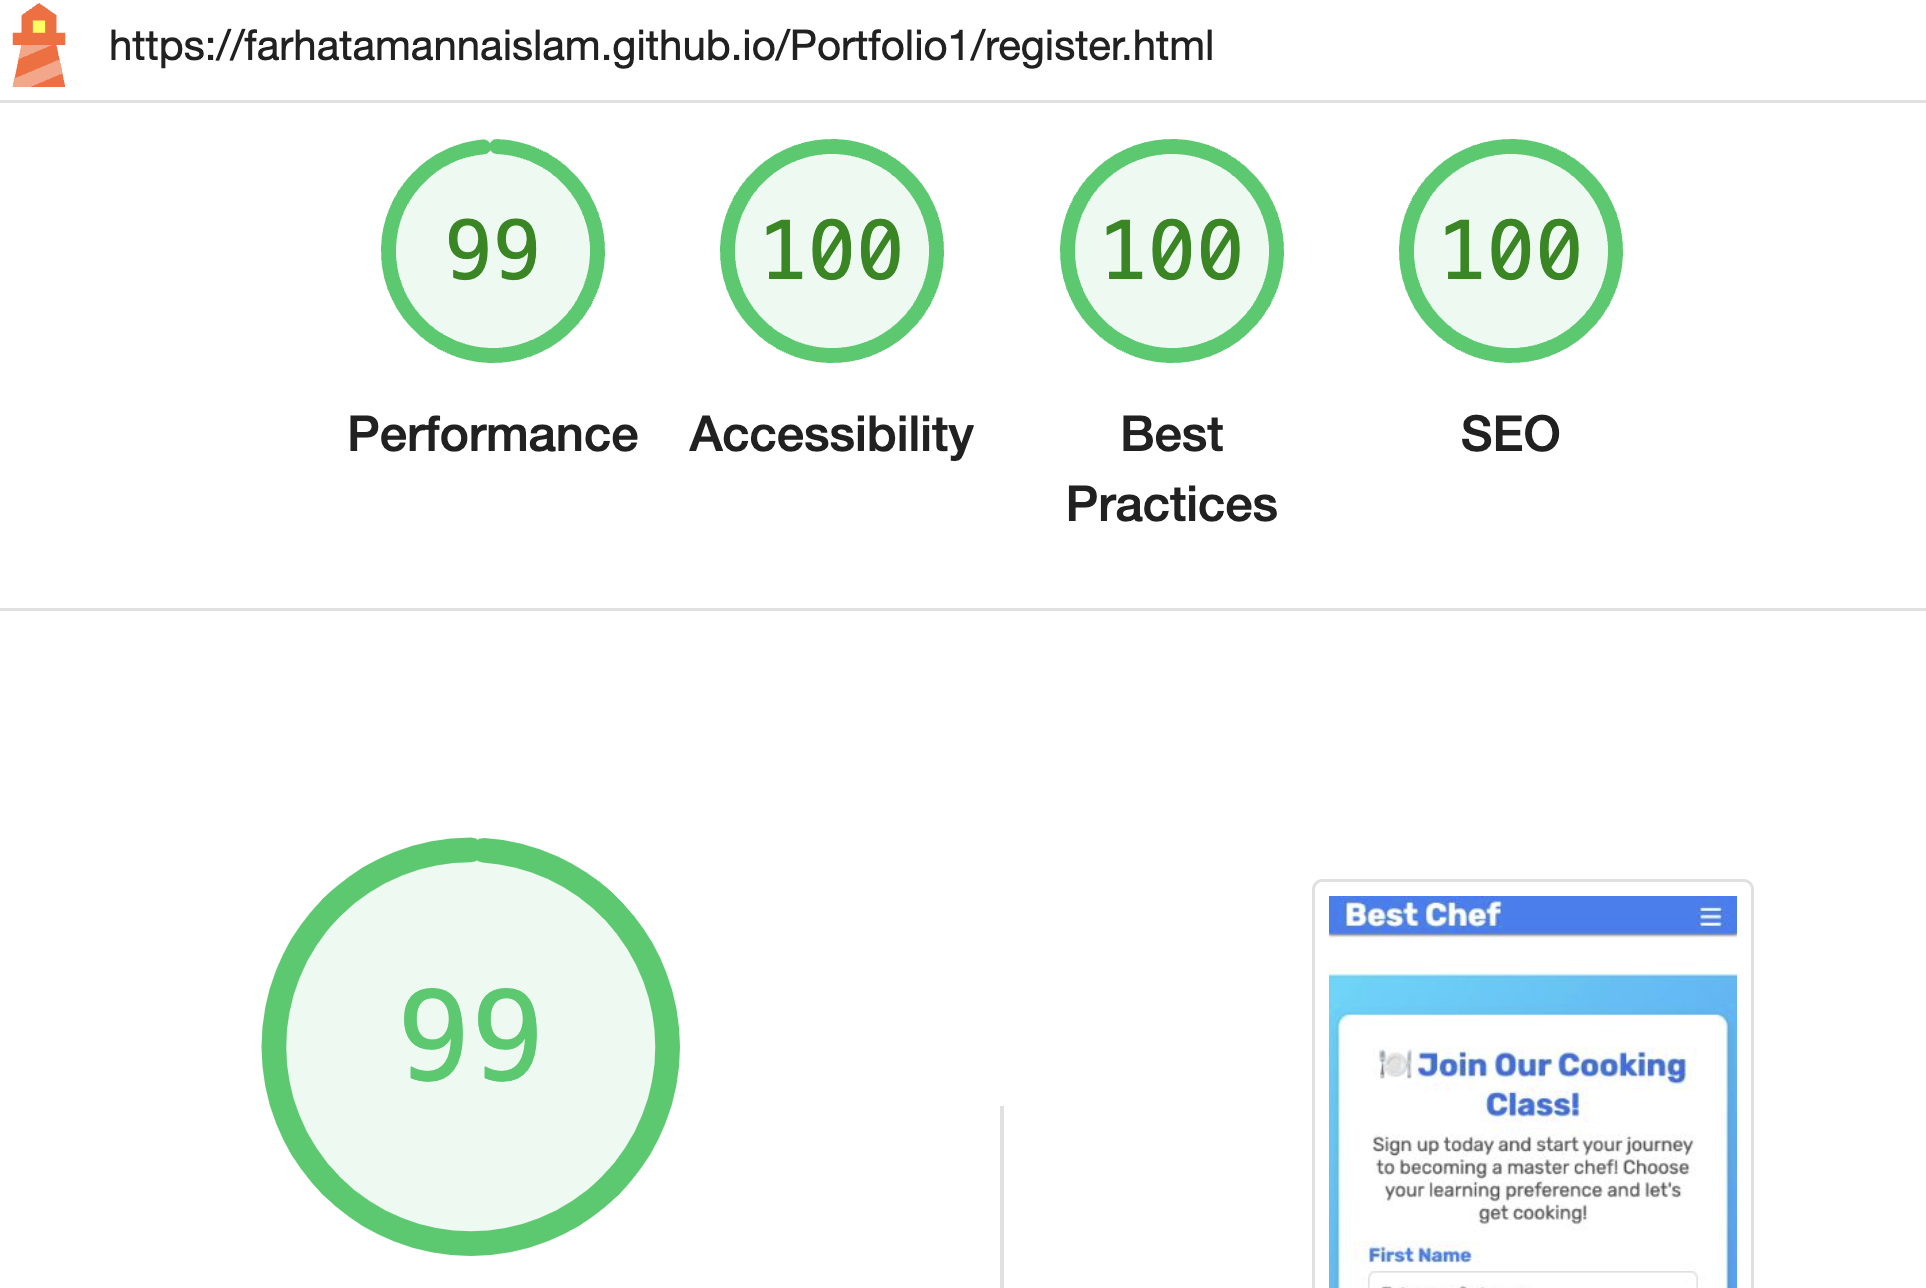 https://farhatamannaislam.github.io/Portfolio1/register.html
99
100
100
100
Performance
Accessibility
Best
Practices
SEO
99
Best Chef
Join Our Cooking
Class!
Sign up today and start your journey
to becoming a master chef! Choose
your learning preference and let's
get cooking!
First Name